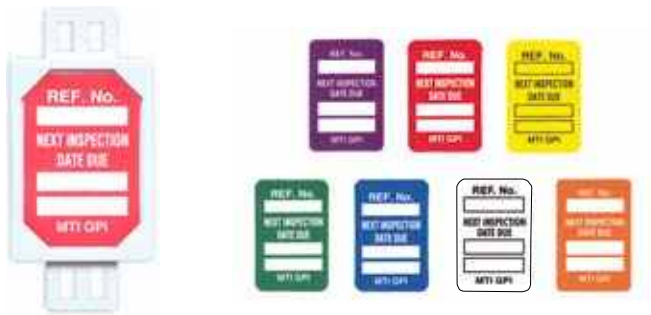 REF. No.
NEXT INSPECTION
DATE DUE
MTI GPI
REF. No.
NEXT INSPECTION
DATE DUE
MTI GPI
REF. No.
NEXT INSPECTION
DATE DUE
MTI GPI
REF. No.
NEXT INSPECTION
DATE DUE
MTI GPI
REF. No.
NEXT INSPECTION
DATE DUE
MTI GPI
REF. No.
NEXT INSPECTION
DATE DUE
MTI GPI
REF. No.
NEXT INSPECTION
DATE DUE
MTI GPI
REF. No.
NEXT INSPECTION
DATE DUE
MTI GPI